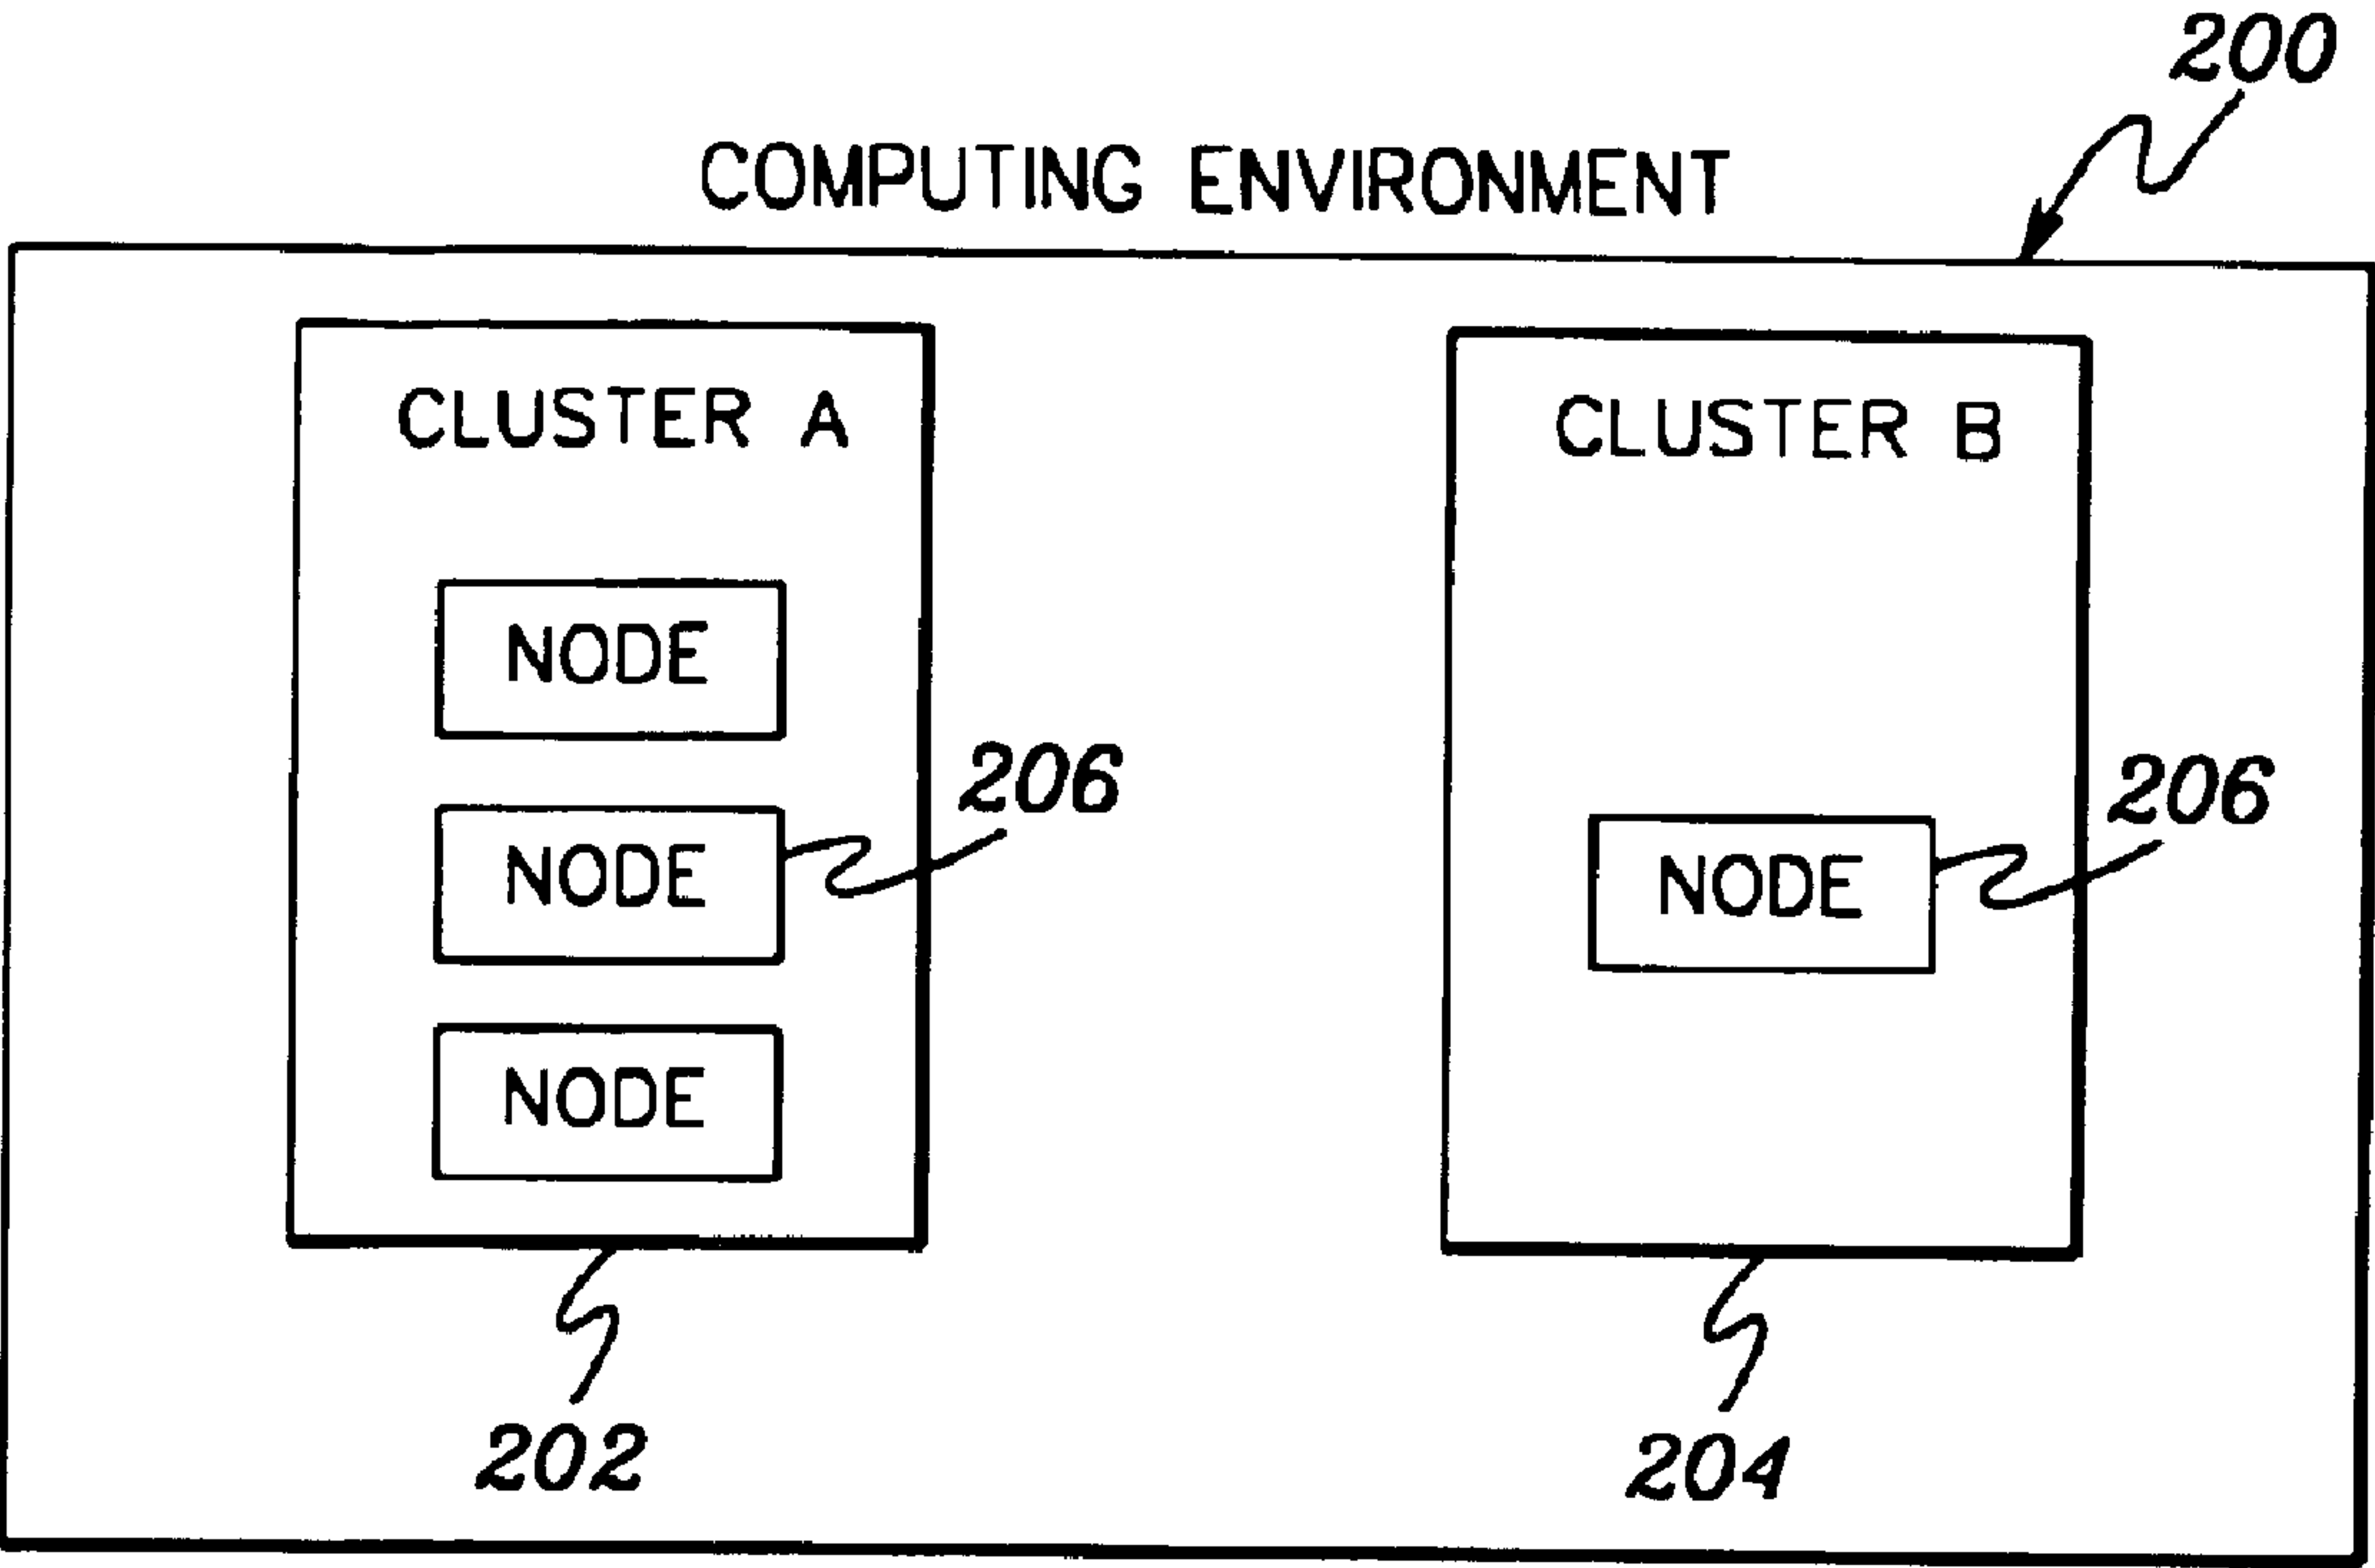 200
COMPUTING ENVIRONMENT
CLUSTER A
NODE
NODE
206
NODE
202
CLUSTER B
NODE
206
204